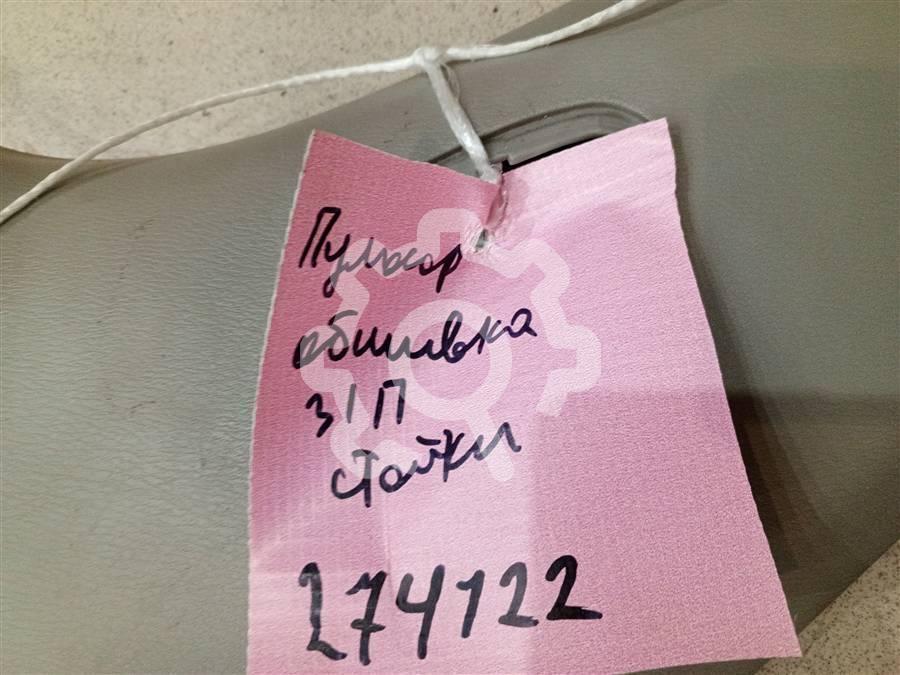 Пульсар
обшивка
з/п
стойки
274122